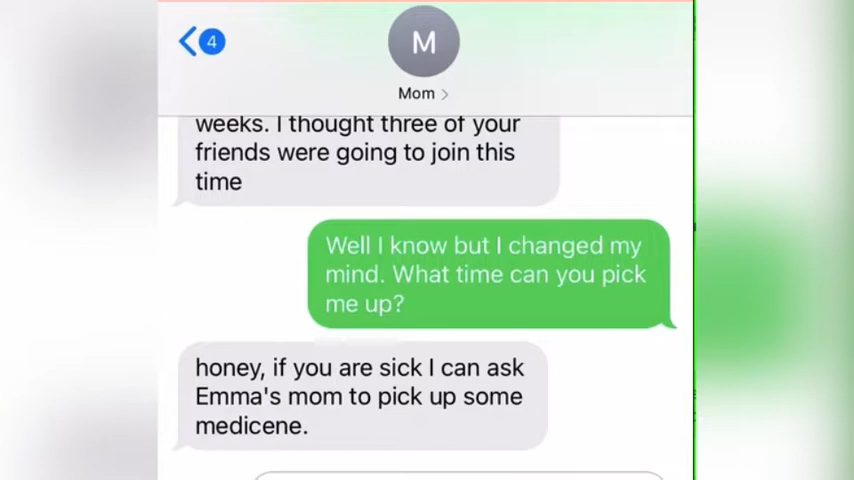 4
M
Mom
weeks. I thought three of your
friends were going to join this
time
Well I know but I changed my
mind. What time can you pick
me up?
honey, if you are sick I can ask
Emma's mom to pick up some
medicene.